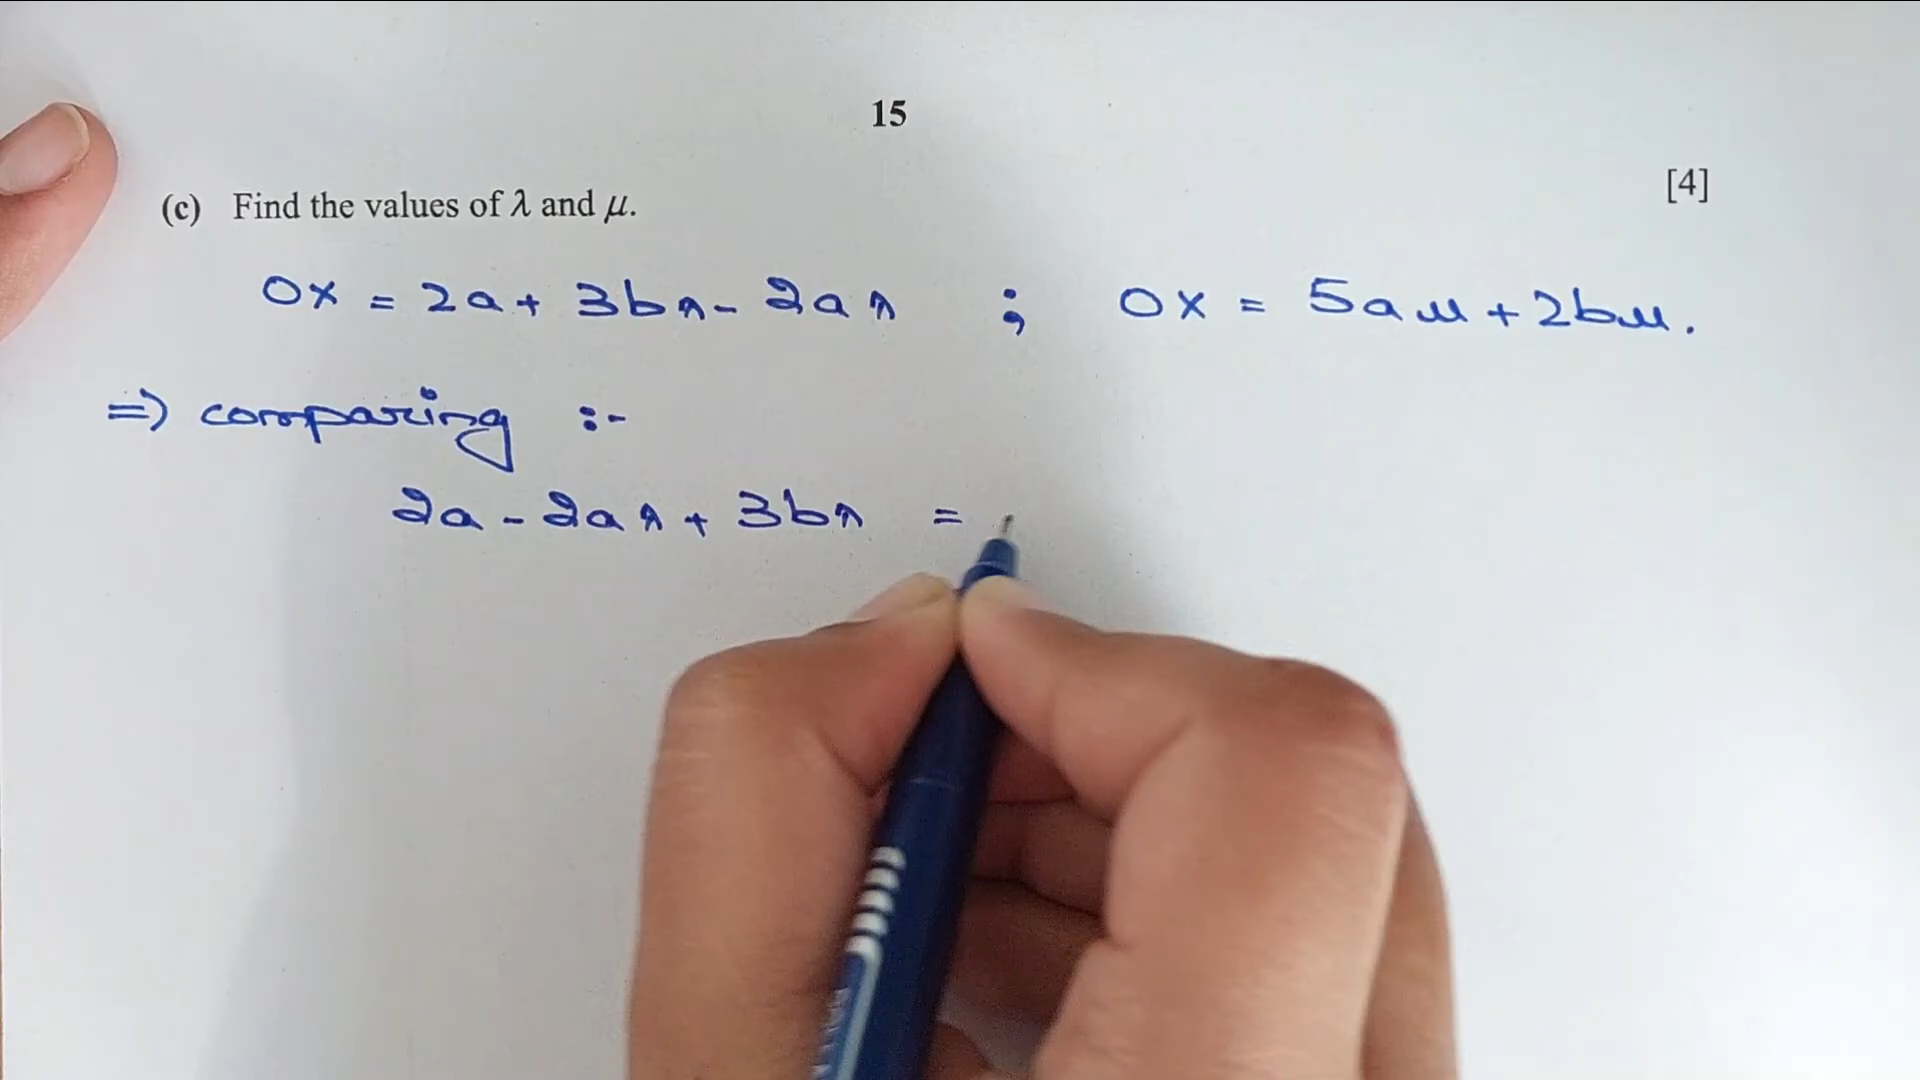 15
[4]
(c) Find the values of λ and μ.
OX = 2a + 3bλ - 2aλ ; OX = 5aμ + 2bμ.
=) comparing :-
2a - 2aλ + 3bλ =